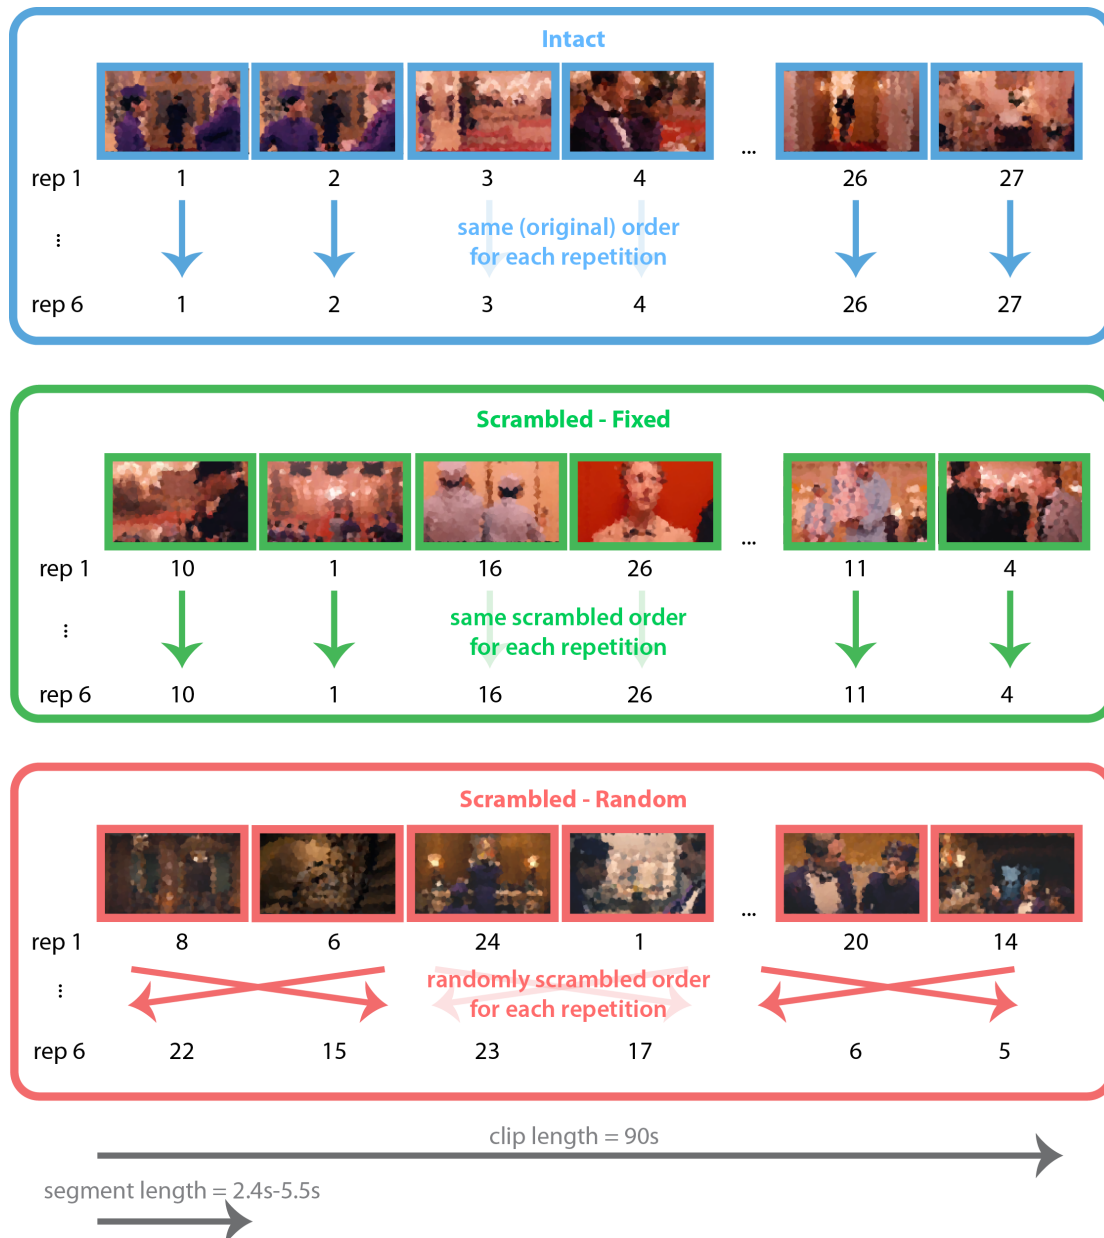 Intact
...
rep 1 1 2 3 4 26 27
... same (original) order
for each repetition
rep 6 1 2 3 4 26 27
Scrambled - Fixed
...
rep 1 10 1 16 26 11 4
... same scrambled order
for each repetition
rep 6 10 1 16 26 11 4
Scrambled - Random
...
rep 1 8 6 24 1 20 14
... randomly scrambled order
for each repetition
rep 6 22 15 23 17 6 5
clip length = 90s
segment length = 2.4s-5.5s